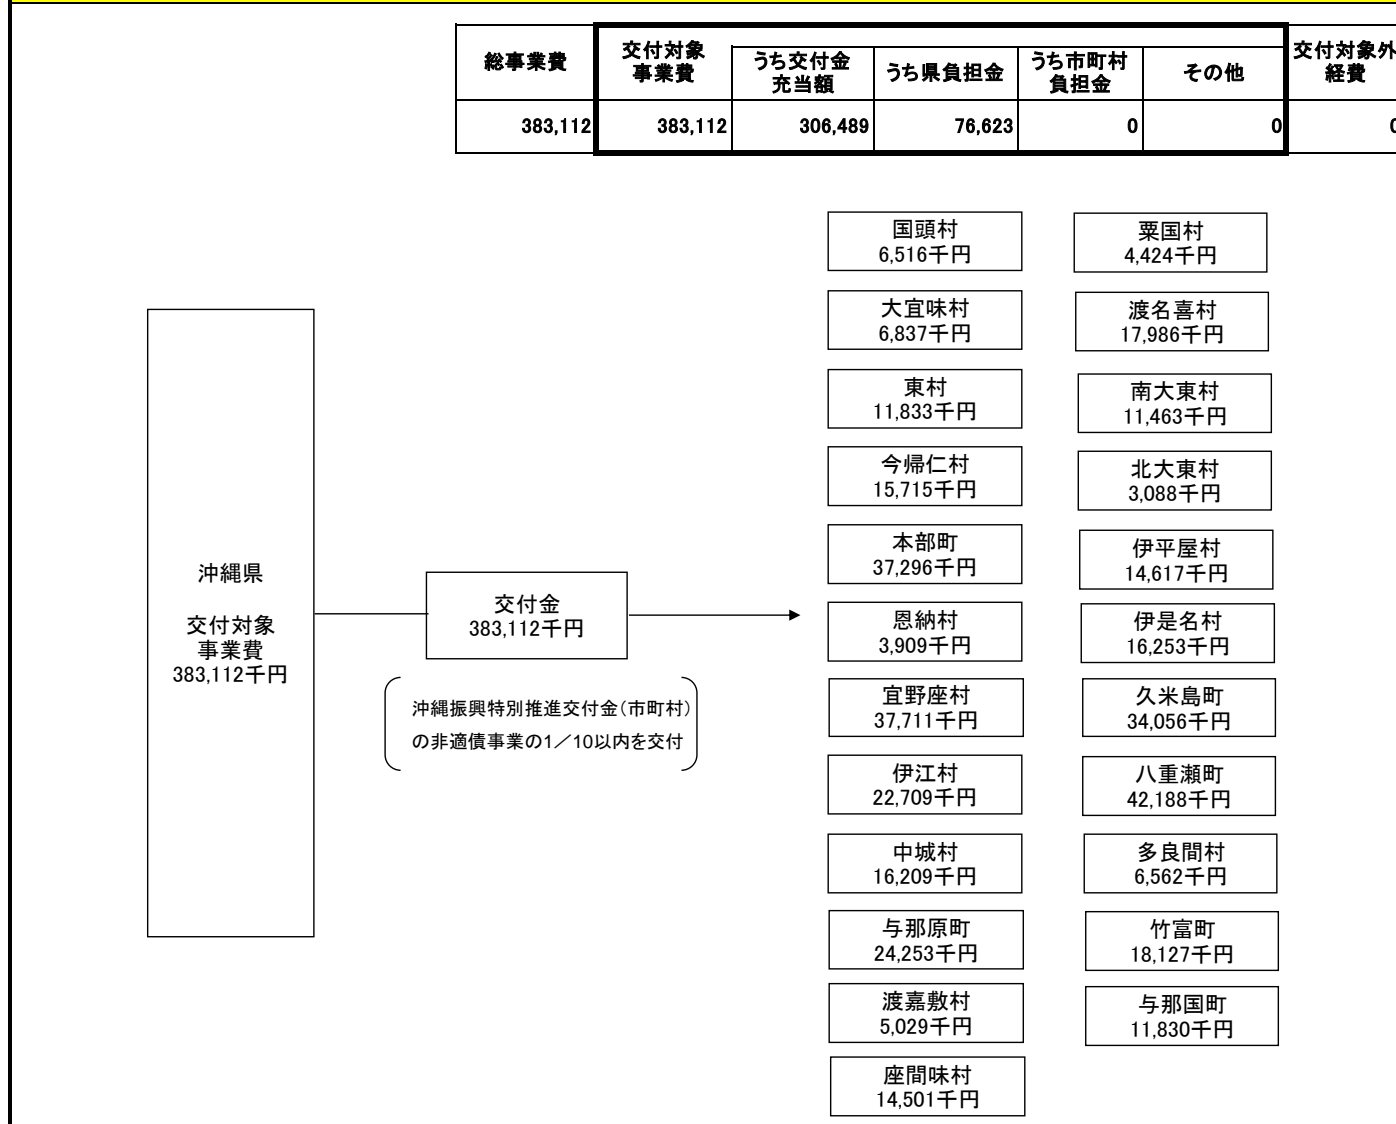 総事業費
交付対象
事業費
うち交付金
充当額
うち県負担金
うち市町村
負担金
その他
交付対象外
経費
383,112
383,112
306,489
76,623
0
0
0
沖縄県
交付対象
事業費
383,112千円
交付金
383,112千円
沖縄振興特別推進交付金(市町村)
の非適債事業の1／10以内を交付
国頭村
6,516千円
大宜味村
6,837千円
東村
11,833千円
今帰仁村
15,715千円
本部町
37,296千円
恩納村
3,909千円
宜野座村
37,711千円
伊江村
22,709千円
中城村
16,209千円
与那原町
24,253千円
渡嘉敷村
5,029千円
座間味村
14,501千円
粟国村
4,424千円
渡名喜村
17,986千円
南大東村
11,463千円
北大東村
3,088千円
伊平屋村
14,617千円
伊是名村
16,253千円
久米島町
34,056千円
八重瀬町
42,188千円
多良間村
6,562千円
竹富町
18,127千円
与那国町
11,830千円